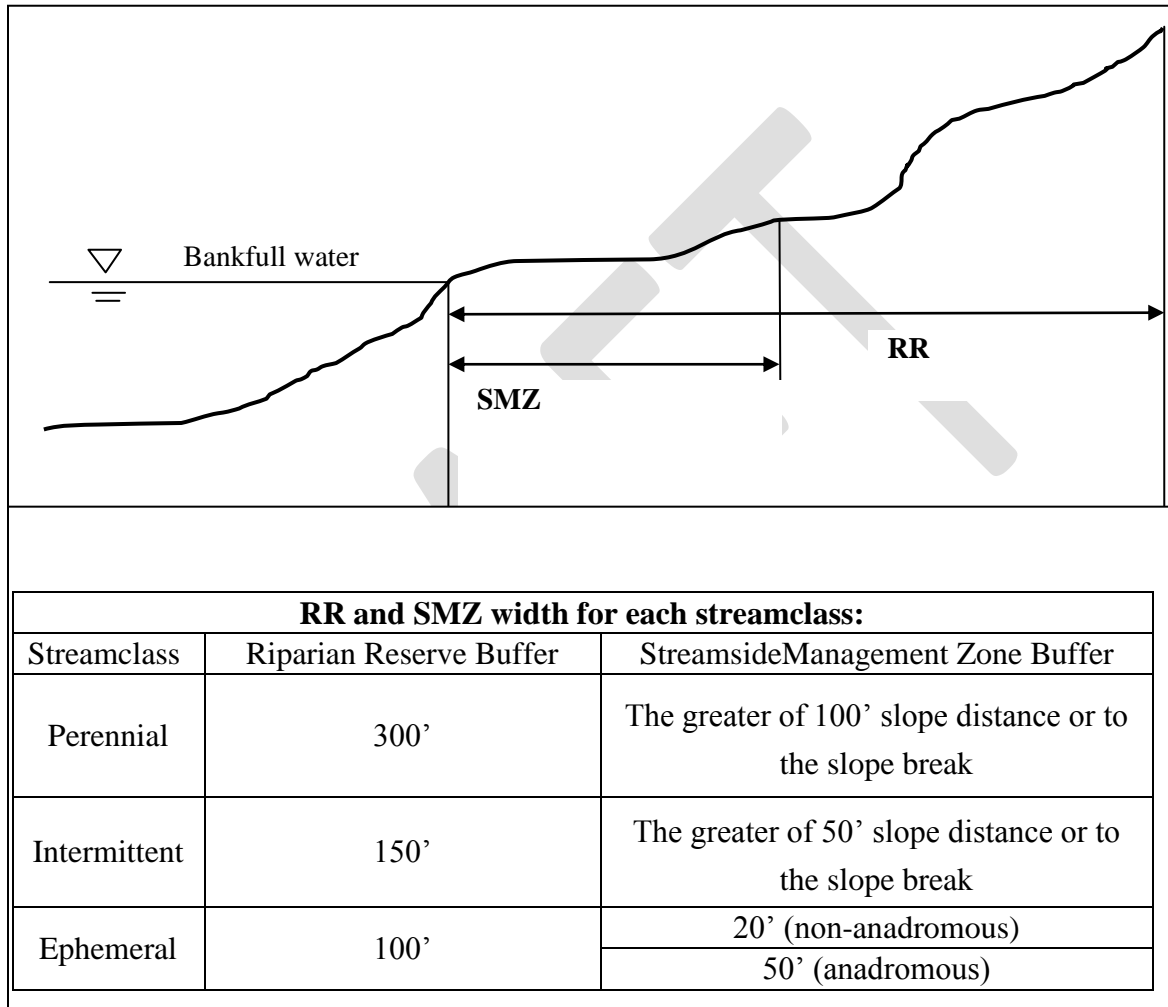 Bankfull water
RR
SMZ
RR and SMZ width for each streamclass:
Streamclass
Riparian Reserve Buffer
StreamsideManagement Zone Buffer
Perennial
300’
The greater of 100’ slope distance or to
the slope break
Intermittent
150’
The greater of 50’ slope distance or to
the slope break
Ephemeral
100’
20’ (non-anadromous)
50’ (anadromous)